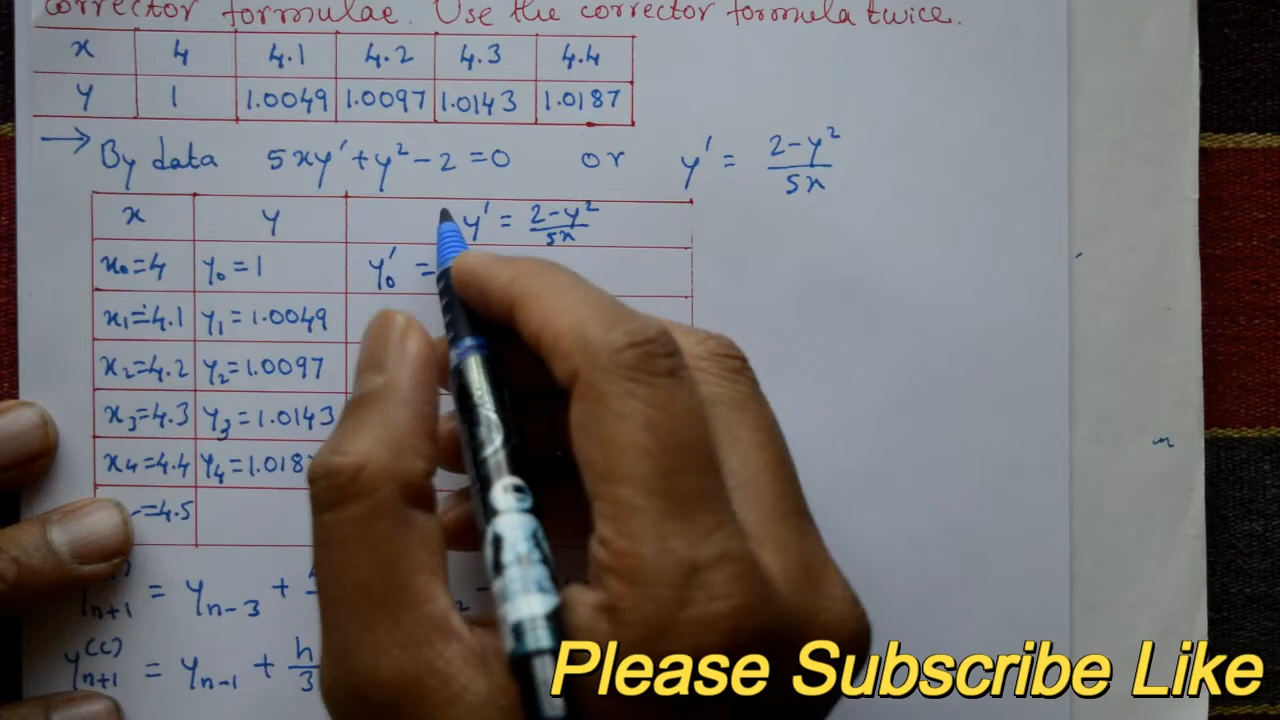 corrector formulae. Use the corrector formula twice.
x 4 4.1 4.2 4.3 4.4
y 1 1.0049 1.0097 1.0143 1.0187
→ By data 5xy' + y² - 2 = 0 or y' = (2-y²)/5x
x y y' = (2-y²)/5x
x₀=4 y₀=1 y₀' =
x₁=4.1 y₁=1.0049
x₂=4.2 y₂=1.0097
x₃=4.3 y₃=1.0143
x₄=4.4 y₄=1.018
=4.5
n+1 = yₙ₋₃ +
y⁽ᶜ⁾ₙ₊₁ = yₙ₋₁ + h/3
Please Subscribe Like